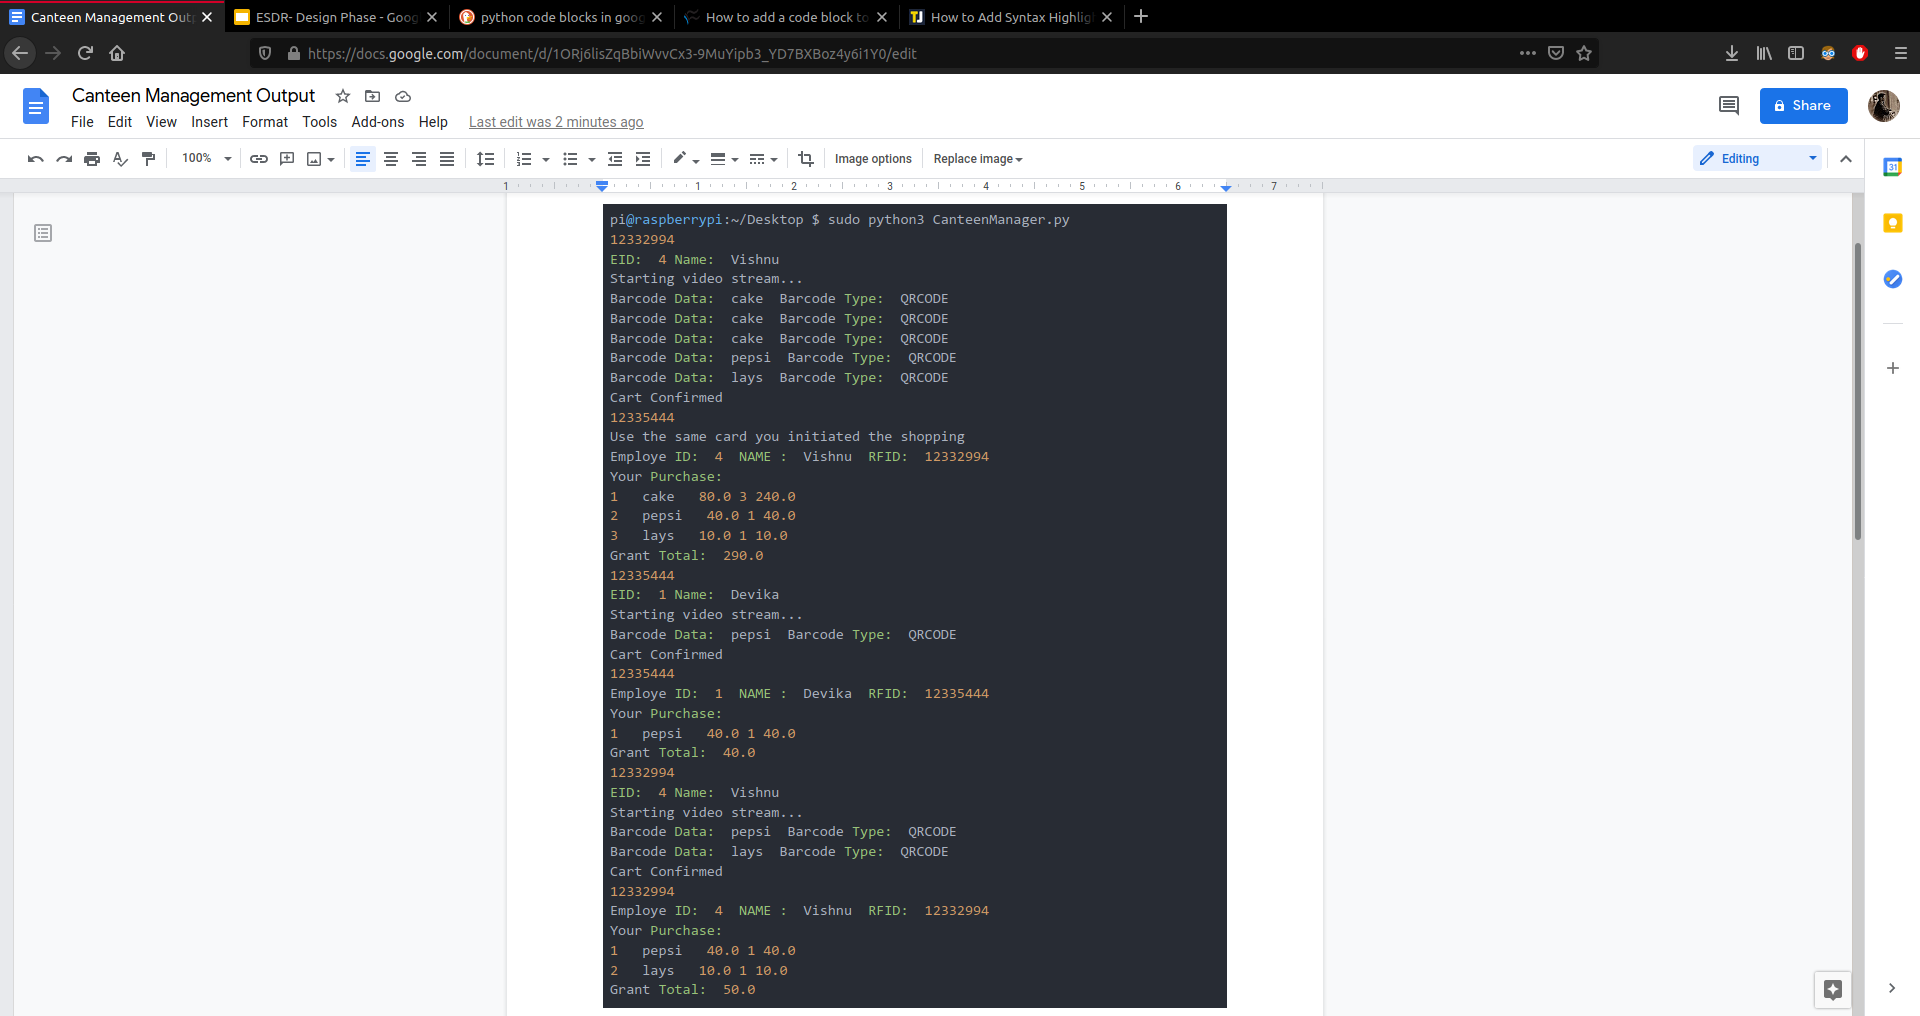 Canteen Management Outp
ESDR- Design Phase - Goog
python code blocks in goog
How to add a code block to
TJ How to Add Syntax Highlig
https://docs.google.com/document/d/1ORj6lisZqBbiWvvCx3-9MuYipb3_YD7BXBoz4y6i1Y0/edit
Canteen Management Output
Share
File Edit View Insert Format Tools Add-ons Help Last edit was 2 minutes ago
100% Image options Replace image Editing
31
1 1 2 3 4 5 6 7
pi@raspberrypi:~/Desktop $ sudo python3 CanteenManager.py
12332994
EID:  4 Name:  Vishnu
Starting video stream...
Barcode Data:  cake  Barcode Type:  QRCODE
Barcode Data:  cake  Barcode Type:  QRCODE
Barcode Data:  cake  Barcode Type:  QRCODE
Barcode Data:  pepsi  Barcode Type:  QRCODE
Barcode Data:  lays  Barcode Type:  QRCODE
Cart Confirmed
12335444
Use the same card you initiated the shopping
Employe ID:  4  NAME :  Vishnu  RFID:  12332994
Your Purchase:
1   cake   80.0 3 240.0
2   pepsi   40.0 1 40.0
3   lays   10.0 1 10.0
Grant Total:  290.0
12335444
EID:  1 Name:  Devika
Starting video stream...
Barcode Data:  pepsi  Barcode Type:  QRCODE
Cart Confirmed
12335444
Employe ID:  1  NAME :  Devika  RFID:  12335444
Your Purchase:
1   pepsi   40.0 1 40.0
Grant Total:  40.0
12332994
EID:  4 Name:  Vishnu
Starting video stream...
Barcode Data:  pepsi  Barcode Type:  QRCODE
Barcode Data:  lays  Barcode Type:  QRCODE
Cart Confirmed
12332994
Employe ID:  4  NAME :  Vishnu  RFID:  12332994
Your Purchase:
1   pepsi   40.0 1 40.0
2   lays   10.0 1 10.0
Grant Total:  50.0